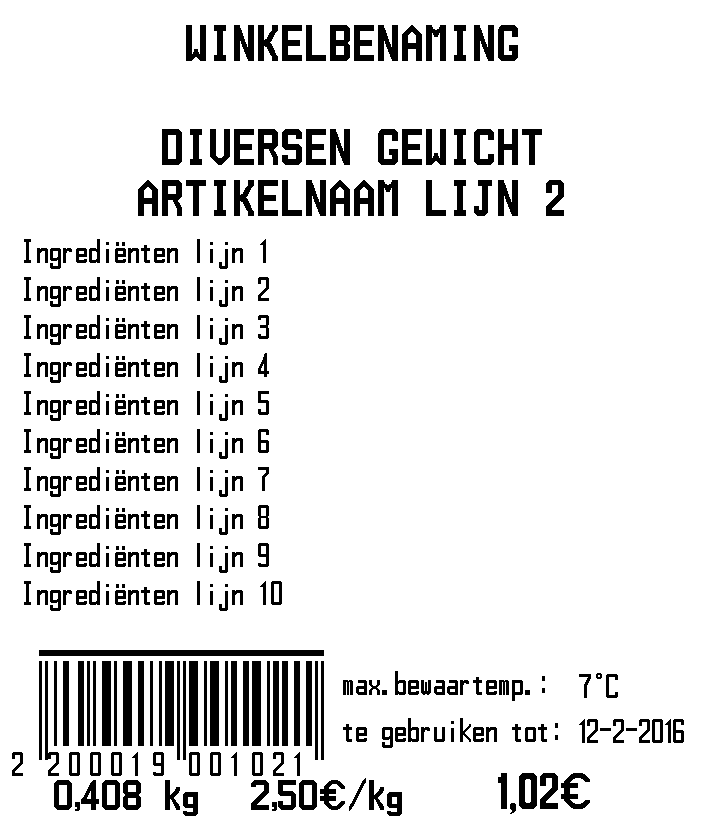 WINKELBENAMING
DIVERSEN GEWICHT
ARTIKELNAAM LIJN 2
Ingrediënten lijn 1
Ingrediënten lijn 2
Ingrediënten lijn 3
Ingrediënten lijn 4
Ingrediënten lijn 5
Ingrediënten lijn 6
Ingrediënten lijn 7
Ingrediënten lijn 8
Ingrediënten lijn 9
Ingrediënten lijn 10
max.bewaartemp.: 7°C
te gebruiken tot: 12-2-2016
2 200019 001021
0,408 kg 2,50€/kg 1,02€